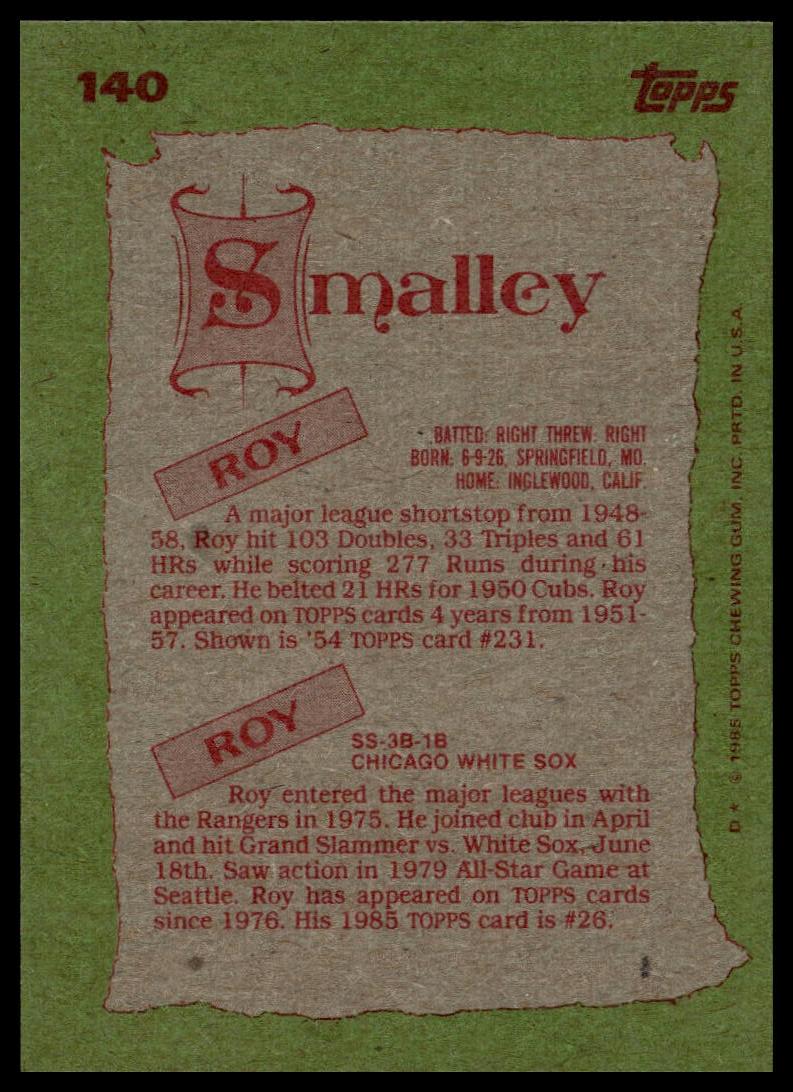 140
TOPPS
Smalley
ROY
BATTED: RIGHT THREW: RIGHT
BORN: 6-9-26, SPRINGFIELD, MO.
HOME: INGLEWOOD, CALIF.
A major league shortstop from 1948-
58, Roy hit 103 Doubles, 33 Triples and 61
HRs while scoring 277 Runs during his
career. He belted 21 HRs for 1950 Cubs. Roy
appeared on TOPPS cards 4 years from 1951-
57. Shown is '54 TOPPS card #231.
ROY
SS-3B-1B
CHICAGO WHITE SOX
Roy entered the major leagues with
the Rangers in 1975. He joined club in April
and hit Grand Slammer vs. White Sox, June
18th. Saw action in 1979 All-Star Game at
Seattle. Roy has appeared on TOPPS cards
since 1976. His 1985 TOPPS card is #26.
D* © 1985 TOPPS CHEWING GUM, INC. PRTD. IN U.S.A.